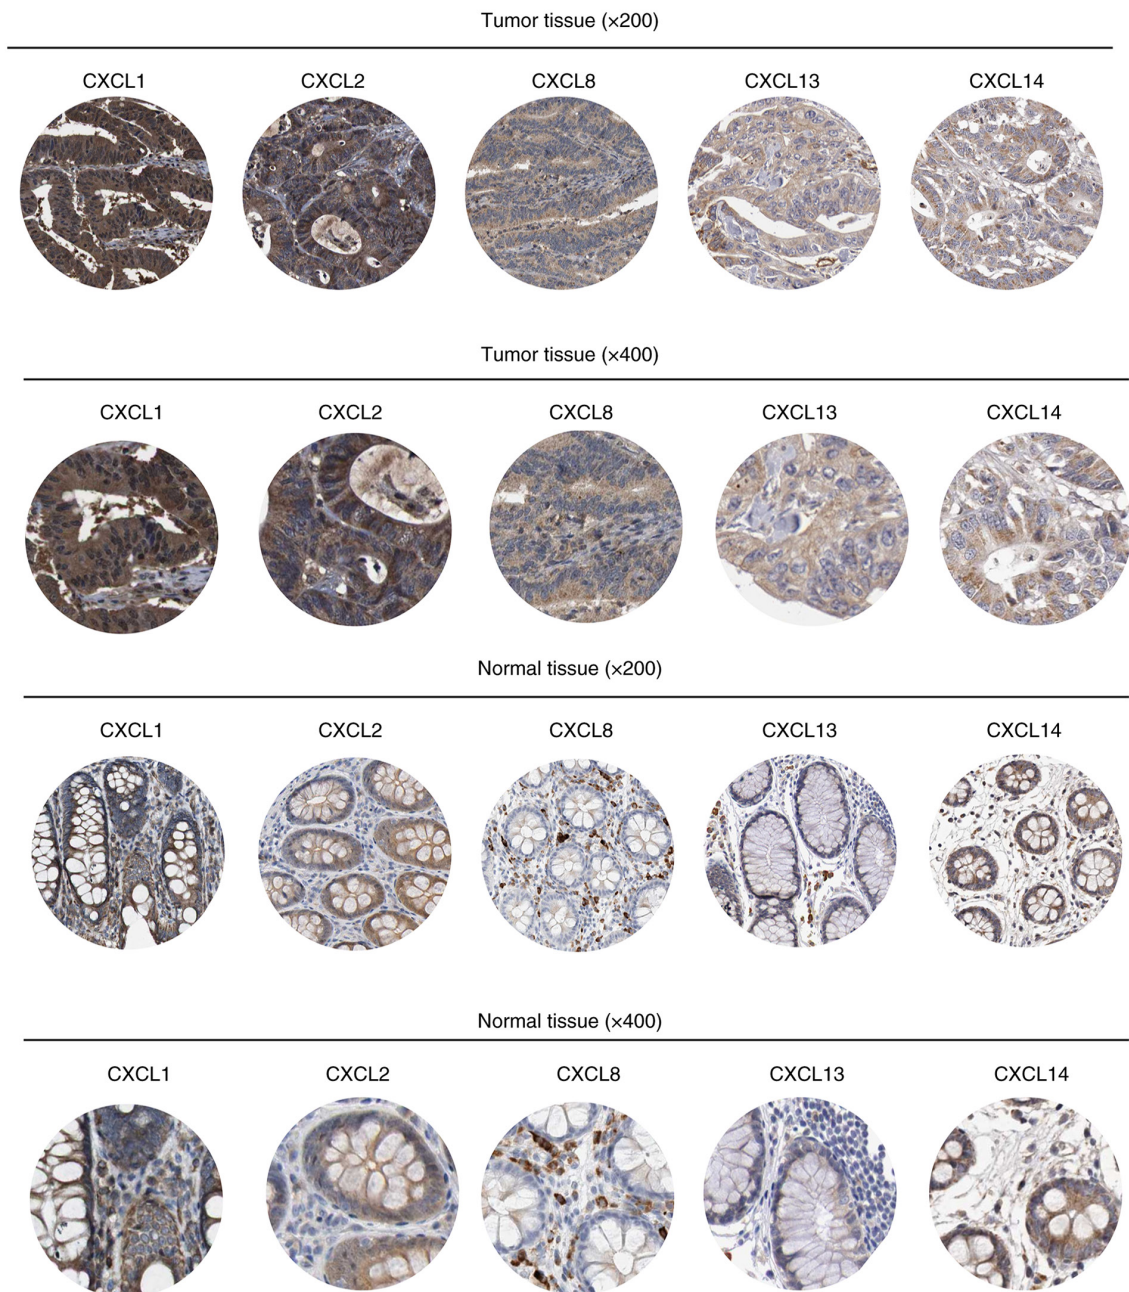 Tumor tissue (×200)
CXCL1 CXCL2 CXCL8 CXCL13 CXCL14
Tumor tissue (×400)
CXCL1 CXCL2 CXCL8 CXCL13 CXCL14
Normal tissue (×200)
CXCL1 CXCL2 CXCL8 CXCL13 CXCL14
Normal tissue (×400)
CXCL1 CXCL2 CXCL8 CXCL13 CXCL14